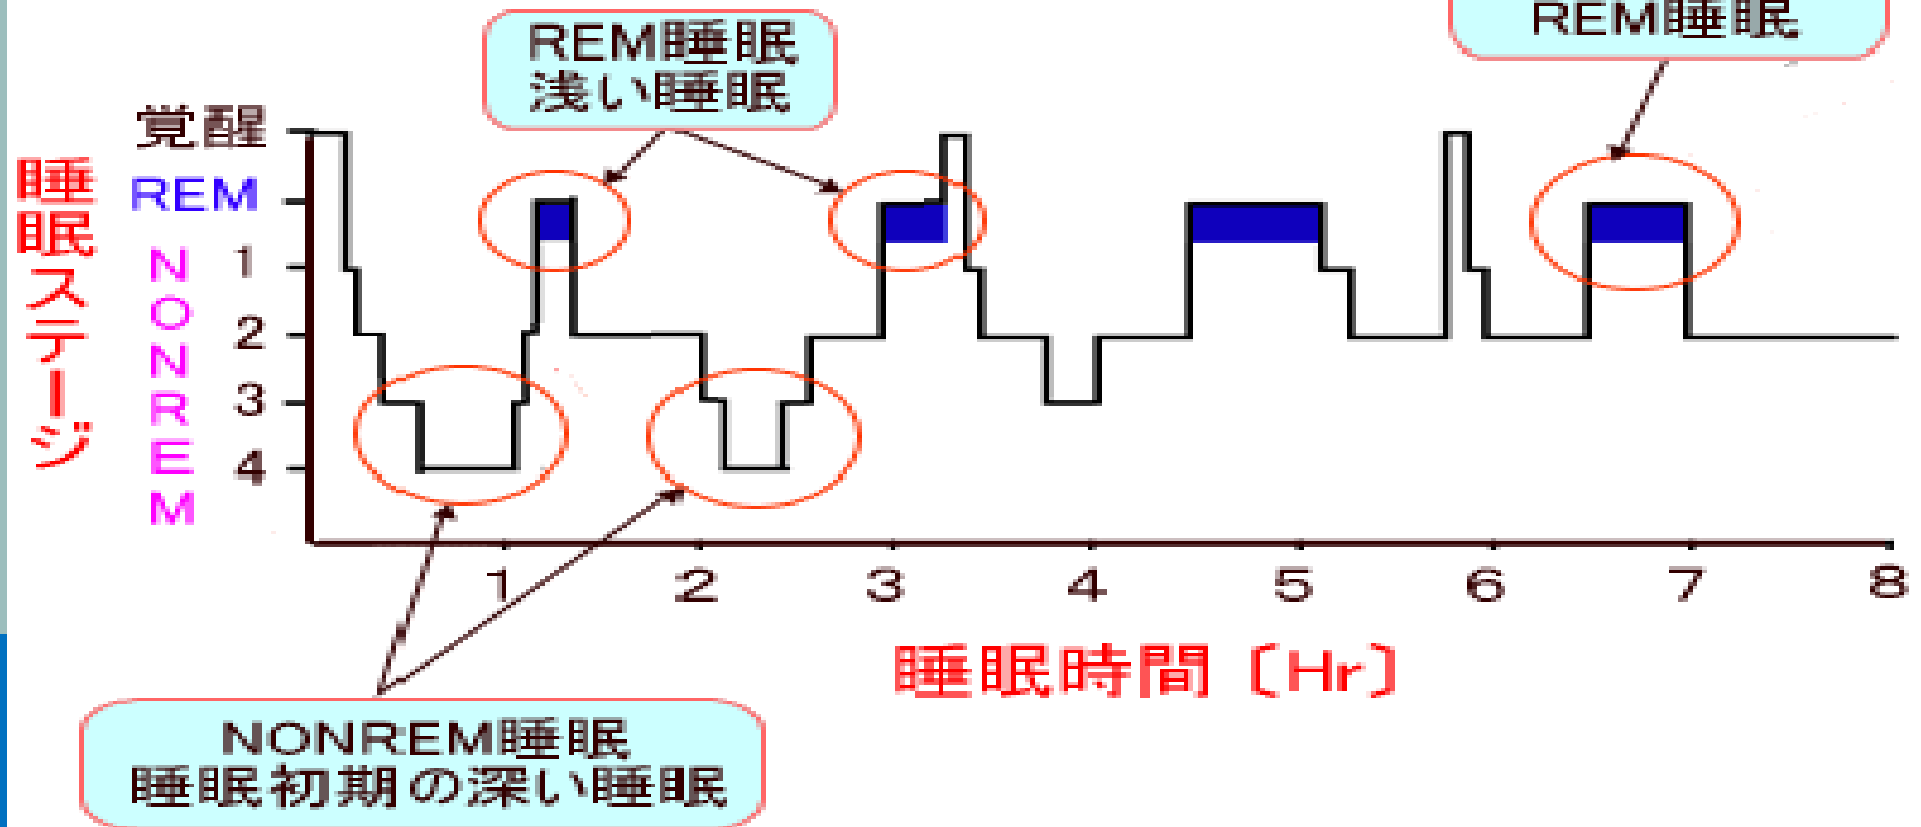 REM睡眠
浅い睡眠
REM睡眠
睡眠ステージ
覚醒
REM
NONREM
1
2
3
4
1 2 3 4 5 6 7 8
睡眠時間〔Hr〕
NONREM睡眠
睡眠初期の深い睡眠